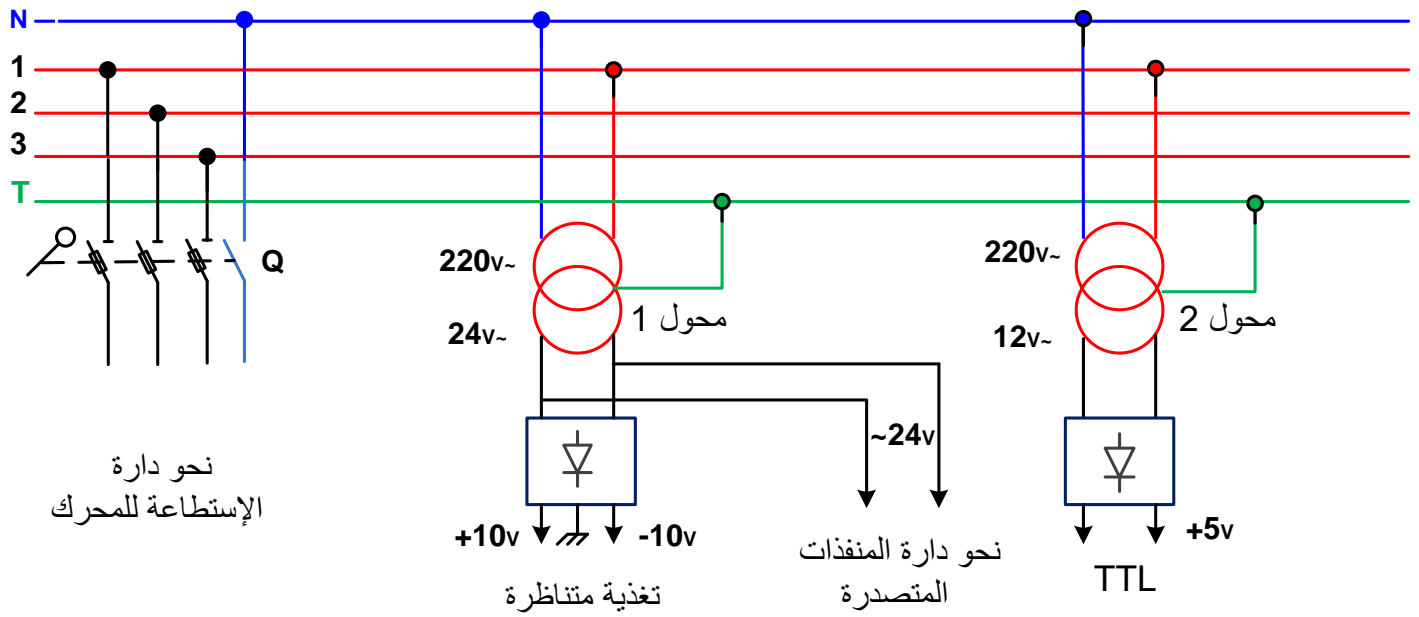 N
1
2
3
T
Q
220v~
محول 1
24v~
220v~
محول 2
12v~
~24v
نحو دارة
الإستطاعة للمحرك
+10v
-10v
تغذية متناظرة
نحو دارة المنفذات
المتصدرة
+5v
TTL